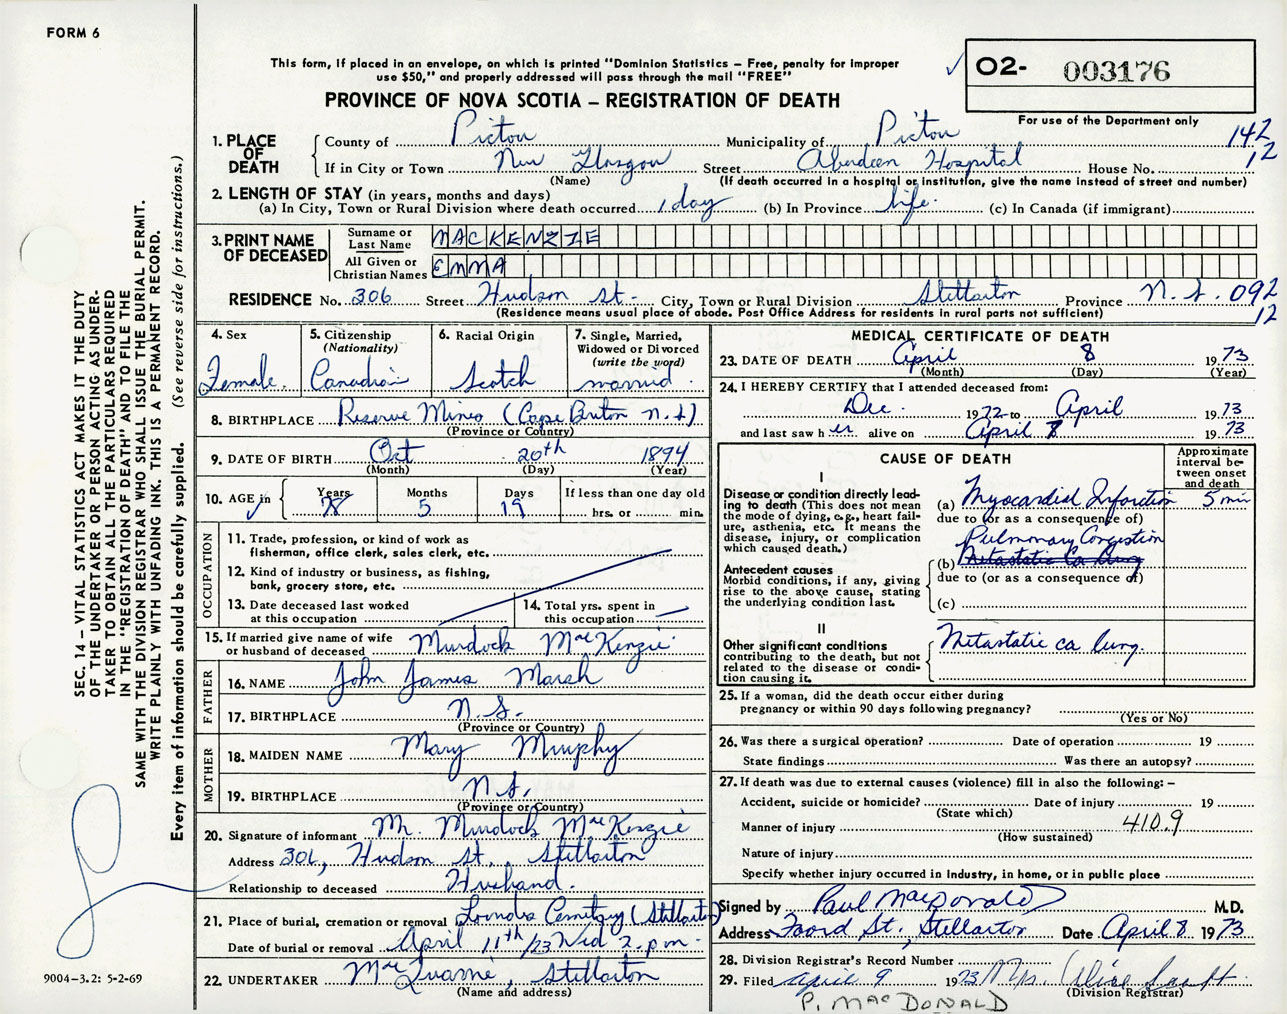 FORM 6
This form, if placed in an envelope, on which is printed "Dominion Statistics – Free, penalty for improper
use $50," and properly addressed will pass through the mail "FREE"
PROVINCE OF NOVA SCOTIA – REGISTRATION OF DEATH
✓ 02- 003176
For use of the Department only
142
12
1. PLACE OF DEATH
County of Pictou Municipality of Pictou
If in City or Town New Glasgow Street Aberdeen Hospital House No.
(Name) (If death occurred in a hospital or institution, give the name instead of street and number)
2. LENGTH OF STAY (in years, months and days)
(a) In City, Town or Rural Division where death occurred 1 day (b) In Province life. (c) In Canada (if immigrant)
3. PRINT NAME OF DECEASED
Surname or Last Name MACKENZIE
All Given or Christian Names EMMA
RESIDENCE No. 306 Street Hudson St. City, Town or Rural Division Stellarton Province N.S. 092
12
(Residence means usual place of abode. Post Office Address for residents in rural parts not sufficient)
4. Sex
Female.
5. Citizenship
(Nationality)
Canadian
6. Racial Origin
Scotch
7. Single, Married,
Widowed or Divorced
(write the word)
married.
8. BIRTHPLACE Reserve Mines (Cape Breton N.S)
(Province or Country)
9. DATE OF BIRTH Oct 20th 1894
(Month) (Day) (Year)
10. AGE in
Years 78
Months 5
Days 19
If less than one day old
hrs. or min.
OCCUPATION
11. Trade, profession, or kind of work as
fisherman, office clerk, sales clerk, etc.
12. Kind of industry or business, as fishing,
bank, grocery store, etc.
13. Date deceased last worked
at this occupation
14. Total yrs. spent in
this occupation
15. If married give name of wife
or husband of deceased Murdock MacKenzie
FATHER
16. NAME John James Marsh
17. BIRTHPLACE N.S.
(Province or Country)
MOTHER
18. MAIDEN NAME Mary Murphy
19. BIRTHPLACE N.S.
(Province or Country)
20. Signature of informant Mr. Murdock MacKenzie
Address 306, Hudson St., Stellarton
Relationship to deceased Husband.
21. Place of burial, cremation or removal Cemetery (Stellarton)
Date of burial or removal April 11th/73 Wed 2 p.m.
22. UNDERTAKER Stellarton
(Name and address)
MEDICAL CERTIFICATE OF DEATH
23. DATE OF DEATH April 8 1973
(Month) (Day) (Year)
24. I HEREBY CERTIFY that I attended deceased from:
Dec. 1972 to April 1973
and last saw her alive on April 8 1973
CAUSE OF DEATH
Approximate
interval be-
tween onset
and death
I
Disease or condition directly lead-
ing to death (This does not mean
the mode of dying, e.g., heart fail-
ure, asthenia, etc. It means the
disease, injury, or complication
which caused death.)
(a) Myocardial Infarction 5 min
due to (or as a consequence of)
Pulmonary Congestion
(b) Metastatic Ca lung
due to (or as a consequence of)
(c)
Antecedent causes
Morbid conditions, if any, giving
rise to the above cause, stating
the underlying condition last.
II
Other significant conditions
contributing to the death, but not
related to the disease or condi-
tion causing it.
Metastatic ca lung.
25. If a woman, did the death occur either during
pregnancy or within 90 days following pregnancy?
(Yes or No)
26. Was there a surgical operation? Date of operation 19
State findings Was there an autopsy?
27. If death was due to external causes (violence) fill in also the following: –
Accident, suicide or homicide? Date of injury 19
(State which)
Manner of injury 410.9
(How sustained)
Nature of injury
Specify whether injury occurred in industry, in home, or in public place
Signed by Paul MacDonald M.D.
Address Foord St., Stellarton Date April 8 1973
28. Division Registrar's Record Number
29. Filed April 9 1973 Mrs.
(Division Registrar)
P. MACDONALD
SEC. 14 – VITAL STATISTICS ACT MAKES IT THE DUTY
OF THE UNDERTAKER OR PERSON ACTING AS UNDER-
TAKER TO OBTAIN ALL THE PARTICULARS REQUIRED
IN THE "REGISTRATION OF DEATH" AND TO FILE THE
SAME WITH THE DIVISION REGISTRAR WHO SHALL ISSUE THE BURIAL PERMIT.
WRITE PLAINLY WITH UNFADING INK. THIS IS A PERMANENT RECORD.
Every item of information should be carefully supplied. (See reverse side for instructions.)
9004–3.2: 5-2-69